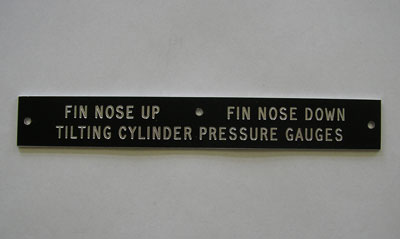 FIN NOSE UP FIN NOSE DOWN
TILTING CYLINDER PRESSURE GAUGES